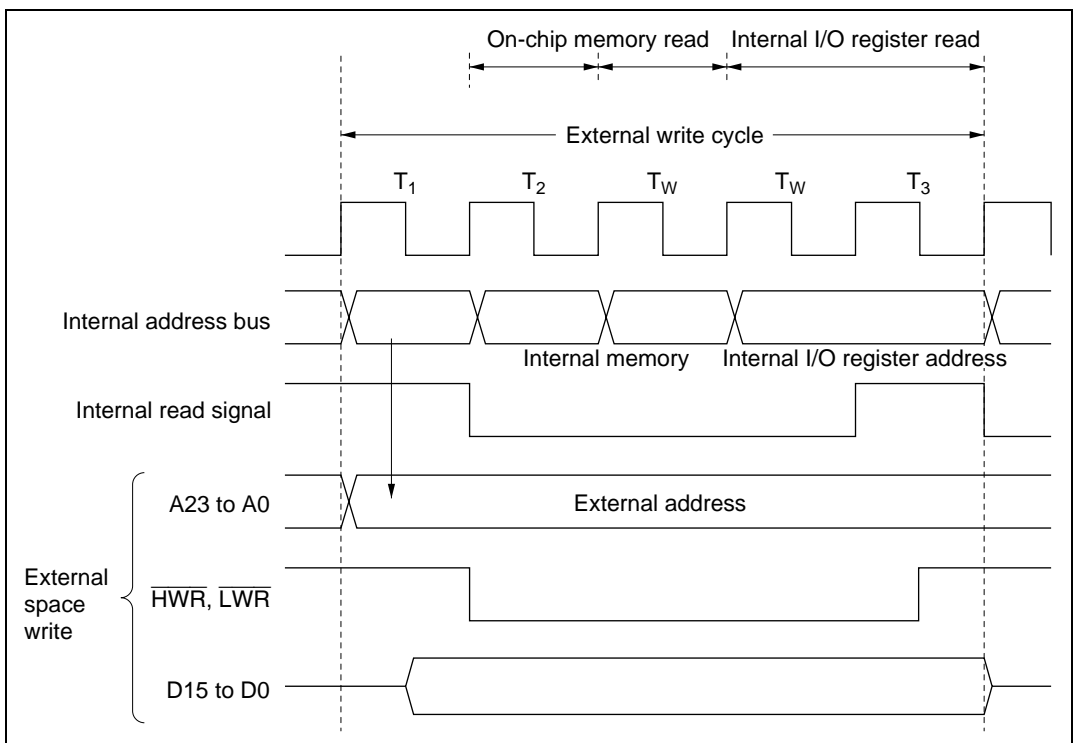 On-chip memory read Internal I/O register read
External write cycle
T1 T2 TW TW T3
Internal address bus
Internal memory Internal I/O register address
Internal read signal
A23 to A0 External address
External
space
write
HWR, LWR
D15 to D0